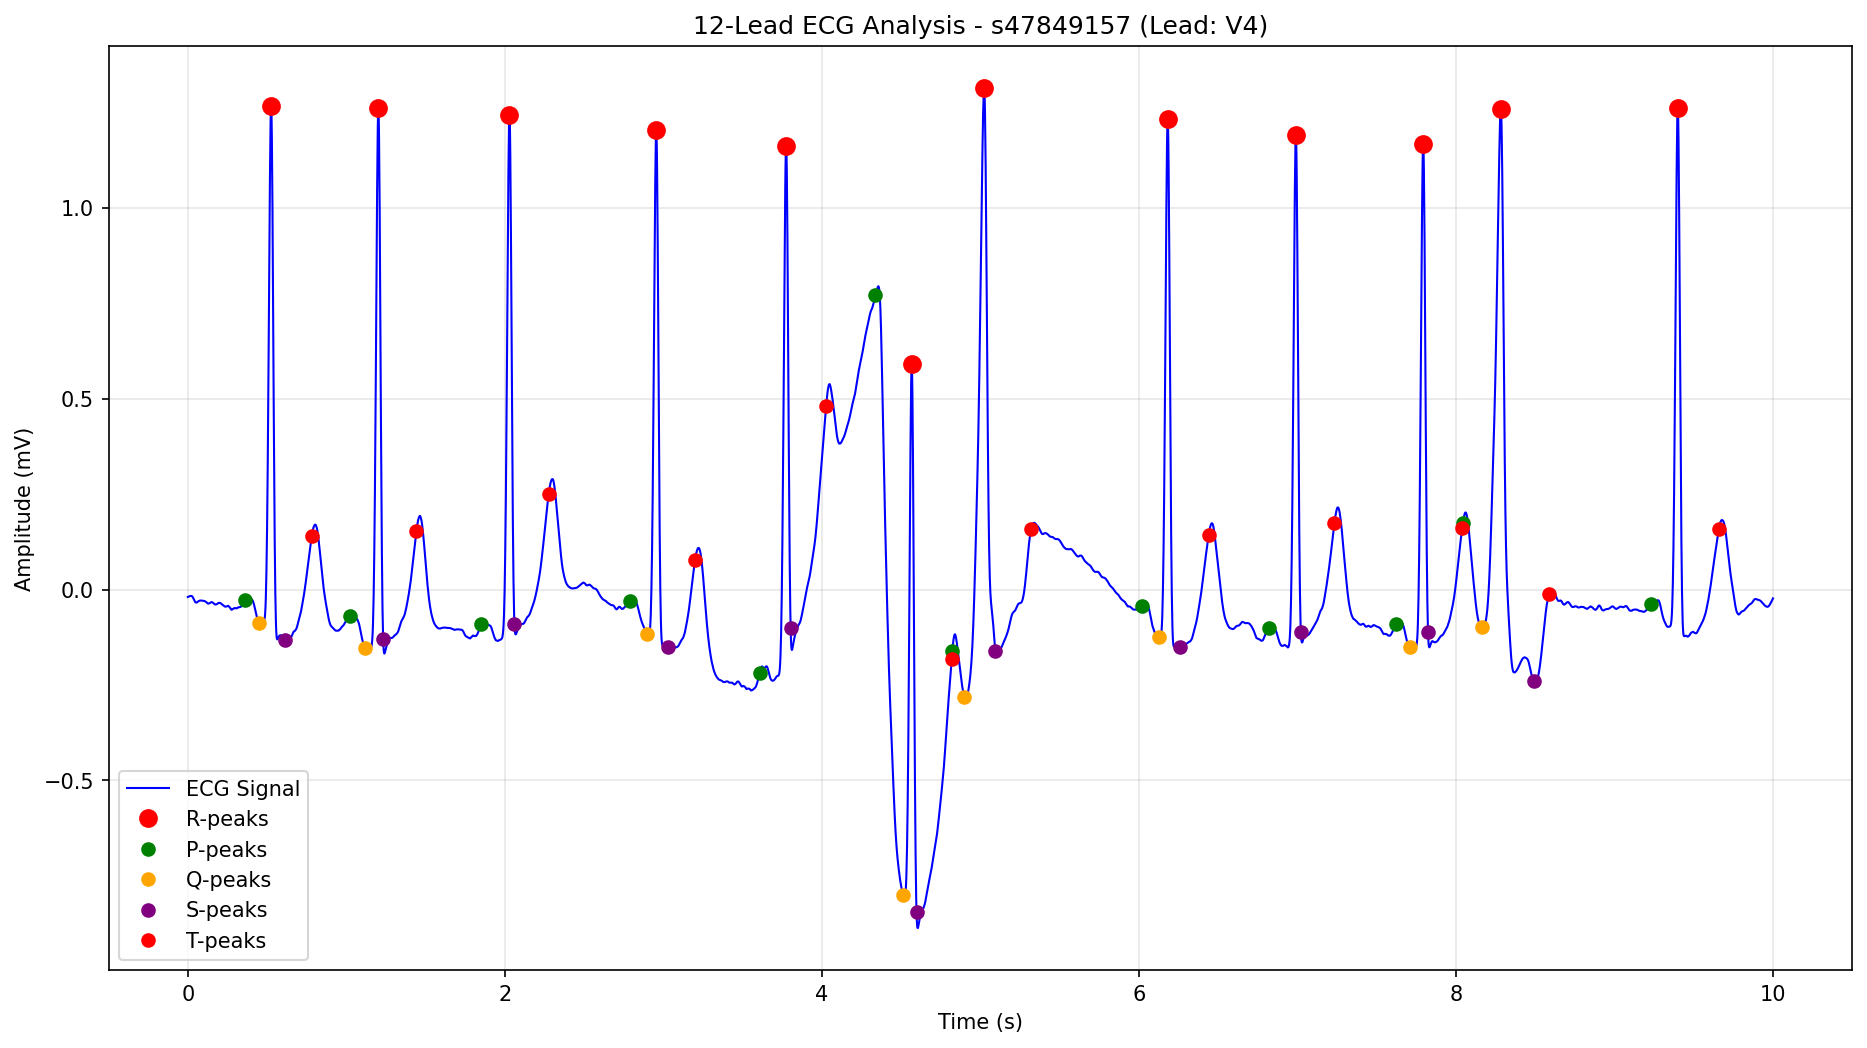 12-Lead ECG Analysis - s47849157 (Lead: V4)
Amplitude (mV)
1.0
0.5
0.0
−0.5
ECG Signal
R-peaks
P-peaks
Q-peaks
S-peaks
T-peaks
0 2 4 6 8 10
Time (s)